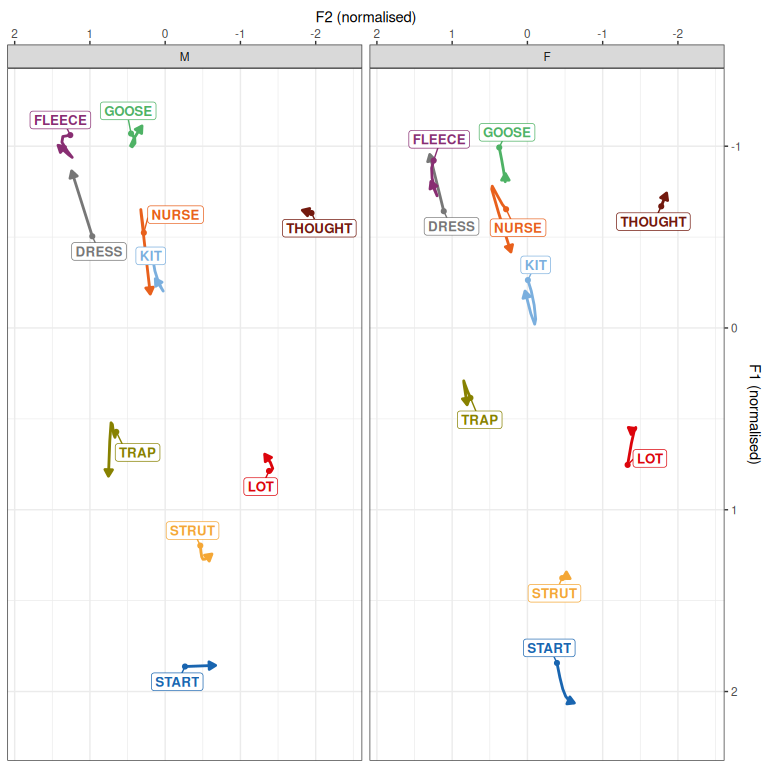 F2 (normalised)
2 1 0 -1 -2 2 1 0 -1 -2
M F
GOOSE
FLEECE
GOOSE
FLEECE
NURSE
THOUGHT
DRESS
KIT
THOUGHT
DRESS
NURSE
KIT
TRAP
TRAP
LOT
LOT
STRUT
STRUT
START
START
-1
0
1
2
F1 (normalised)